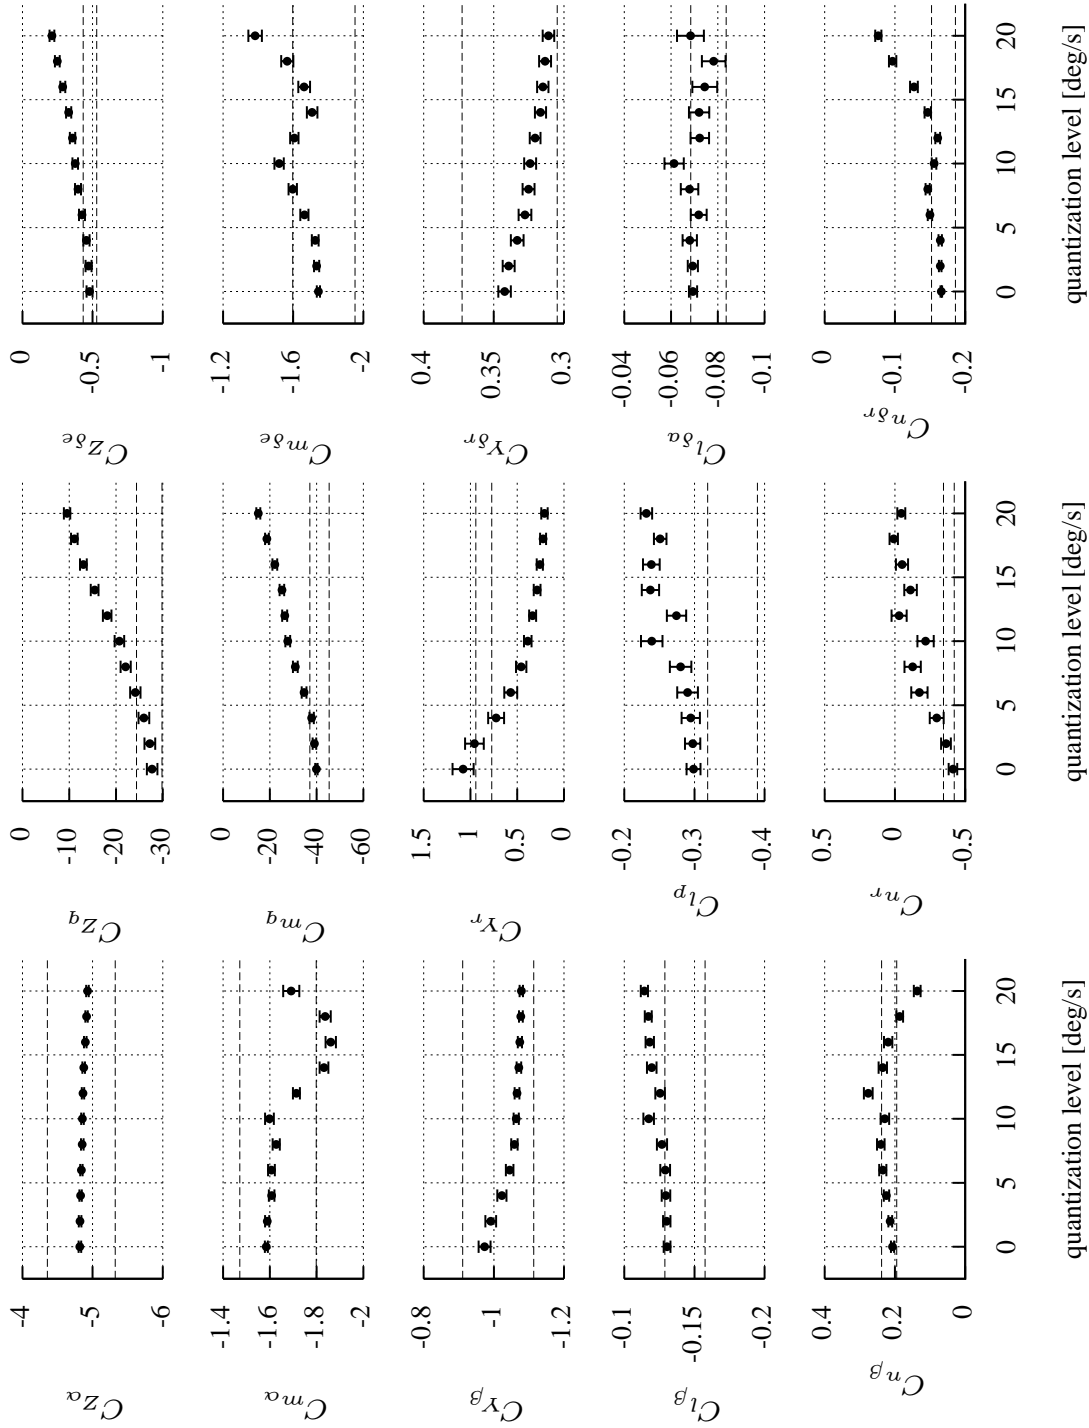 C_{Z_α}
-4
-5
-6
C_{Z_q}
0
-10
-20
-30
C_{Z_{δe}}
0
-0.5
-1
C_{m_α}
-1.4
-1.6
-1.8
-2
C_{m_q}
0
-20
-40
-60
C_{m_{δe}}
-1.2
-1.6
-2
C_{Y_β}
-0.8
-1
-1.2
C_{Y_r}
1.5
1
0.5
0
C_{Y_{δr}}
0.4
0.35
0.3
C_{l_β}
-0.1
-0.15
-0.2
C_{l_p}
-0.2
-0.3
-0.4
C_{l_{δa}}
-0.04
-0.06
-0.08
-0.1
C_{n_β}
0.4
0.2
0
C_{n_r}
0.5
0
-0.5
C_{n_{δr}}
0
-0.1
-0.2
0 5 10 15 20
0 5 10 15 20
0 5 10 15 20
quantization level [deg/s]
quantization level [deg/s]
quantization level [deg/s]